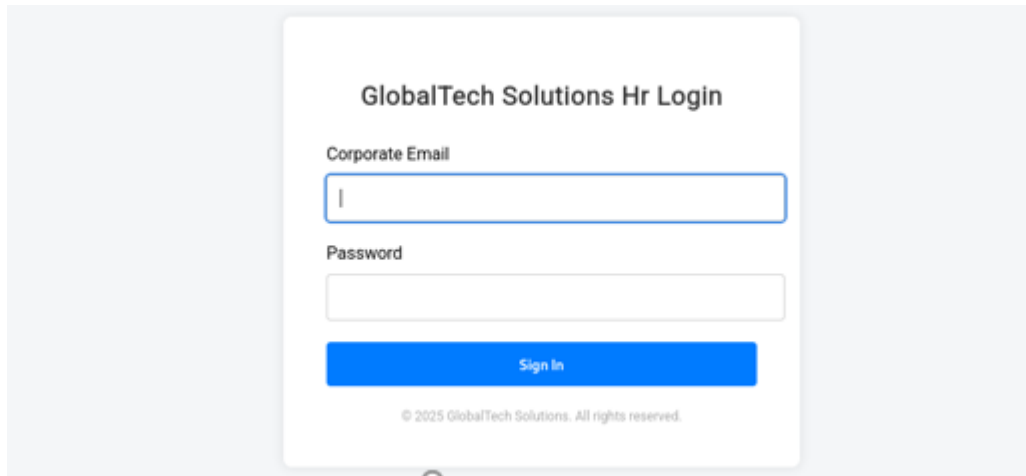 GlobalTech Solutions Hr Login
Corporate Email
Password
Sign In
© 2025 GlobalTech Solutions. All rights reserved.